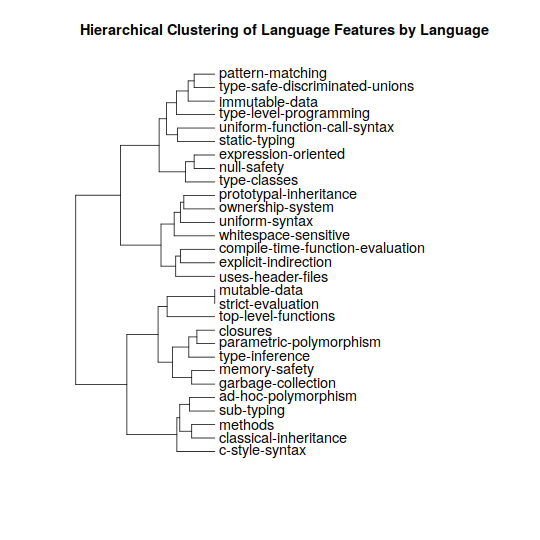 Hierarchical Clustering of Language Features by Language
pattern-matching
type-safe-discriminated-unions
immutable-data
type-level-programming
uniform-function-call-syntax
static-typing
expression-oriented
null-safety
type-classes
prototypal-inheritance
ownership-system
uniform-syntax
whitespace-sensitive
compile-time-function-evaluation
explicit-indirection
uses-header-files
mutable-data
strict-evaluation
top-level-functions
closures
parametric-polymorphism
type-inference
memory-safety
garbage-collection
ad-hoc-polymorphism
sub-typing
methods
classical-inheritance
c-style-syntax